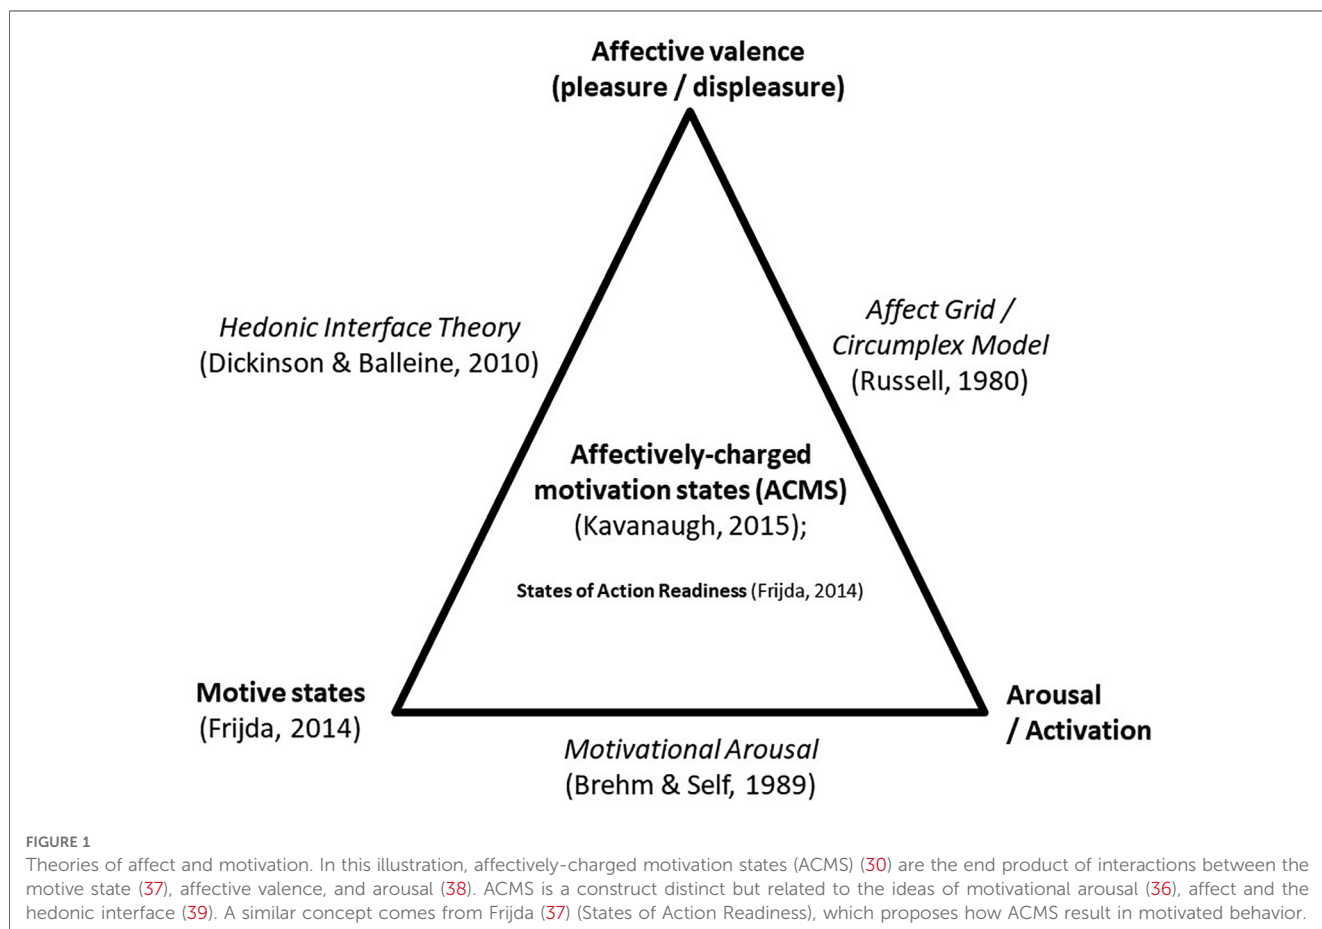 Affective valence
(pleasure / displeasure)
Hedonic Interface Theory
(Dickinson & Balleine, 2010)
Affect Grid /
Circumplex Model
(Russell, 1980)
Affectively-charged
motivation states (ACMS)
(Kavanaugh, 2015);
States of Action Readiness (Frijda, 2014)
Motive states
(Frijda, 2014)
Arousal
/ Activation
Motivational Arousal
(Brehm & Self, 1989)
FIGURE 1
Theories of affect and motivation. In this illustration, affectively-charged motivation states (ACMS) (30) are the end product of interactions between the
motive state (37), affective valence, and arousal (38). ACMS is a construct distinct but related to the ideas of motivational arousal (36), affect and the
hedonic interface (39). A similar concept comes from Frijda (37) (States of Action Readiness), which proposes how ACMS result in motivated behavior.